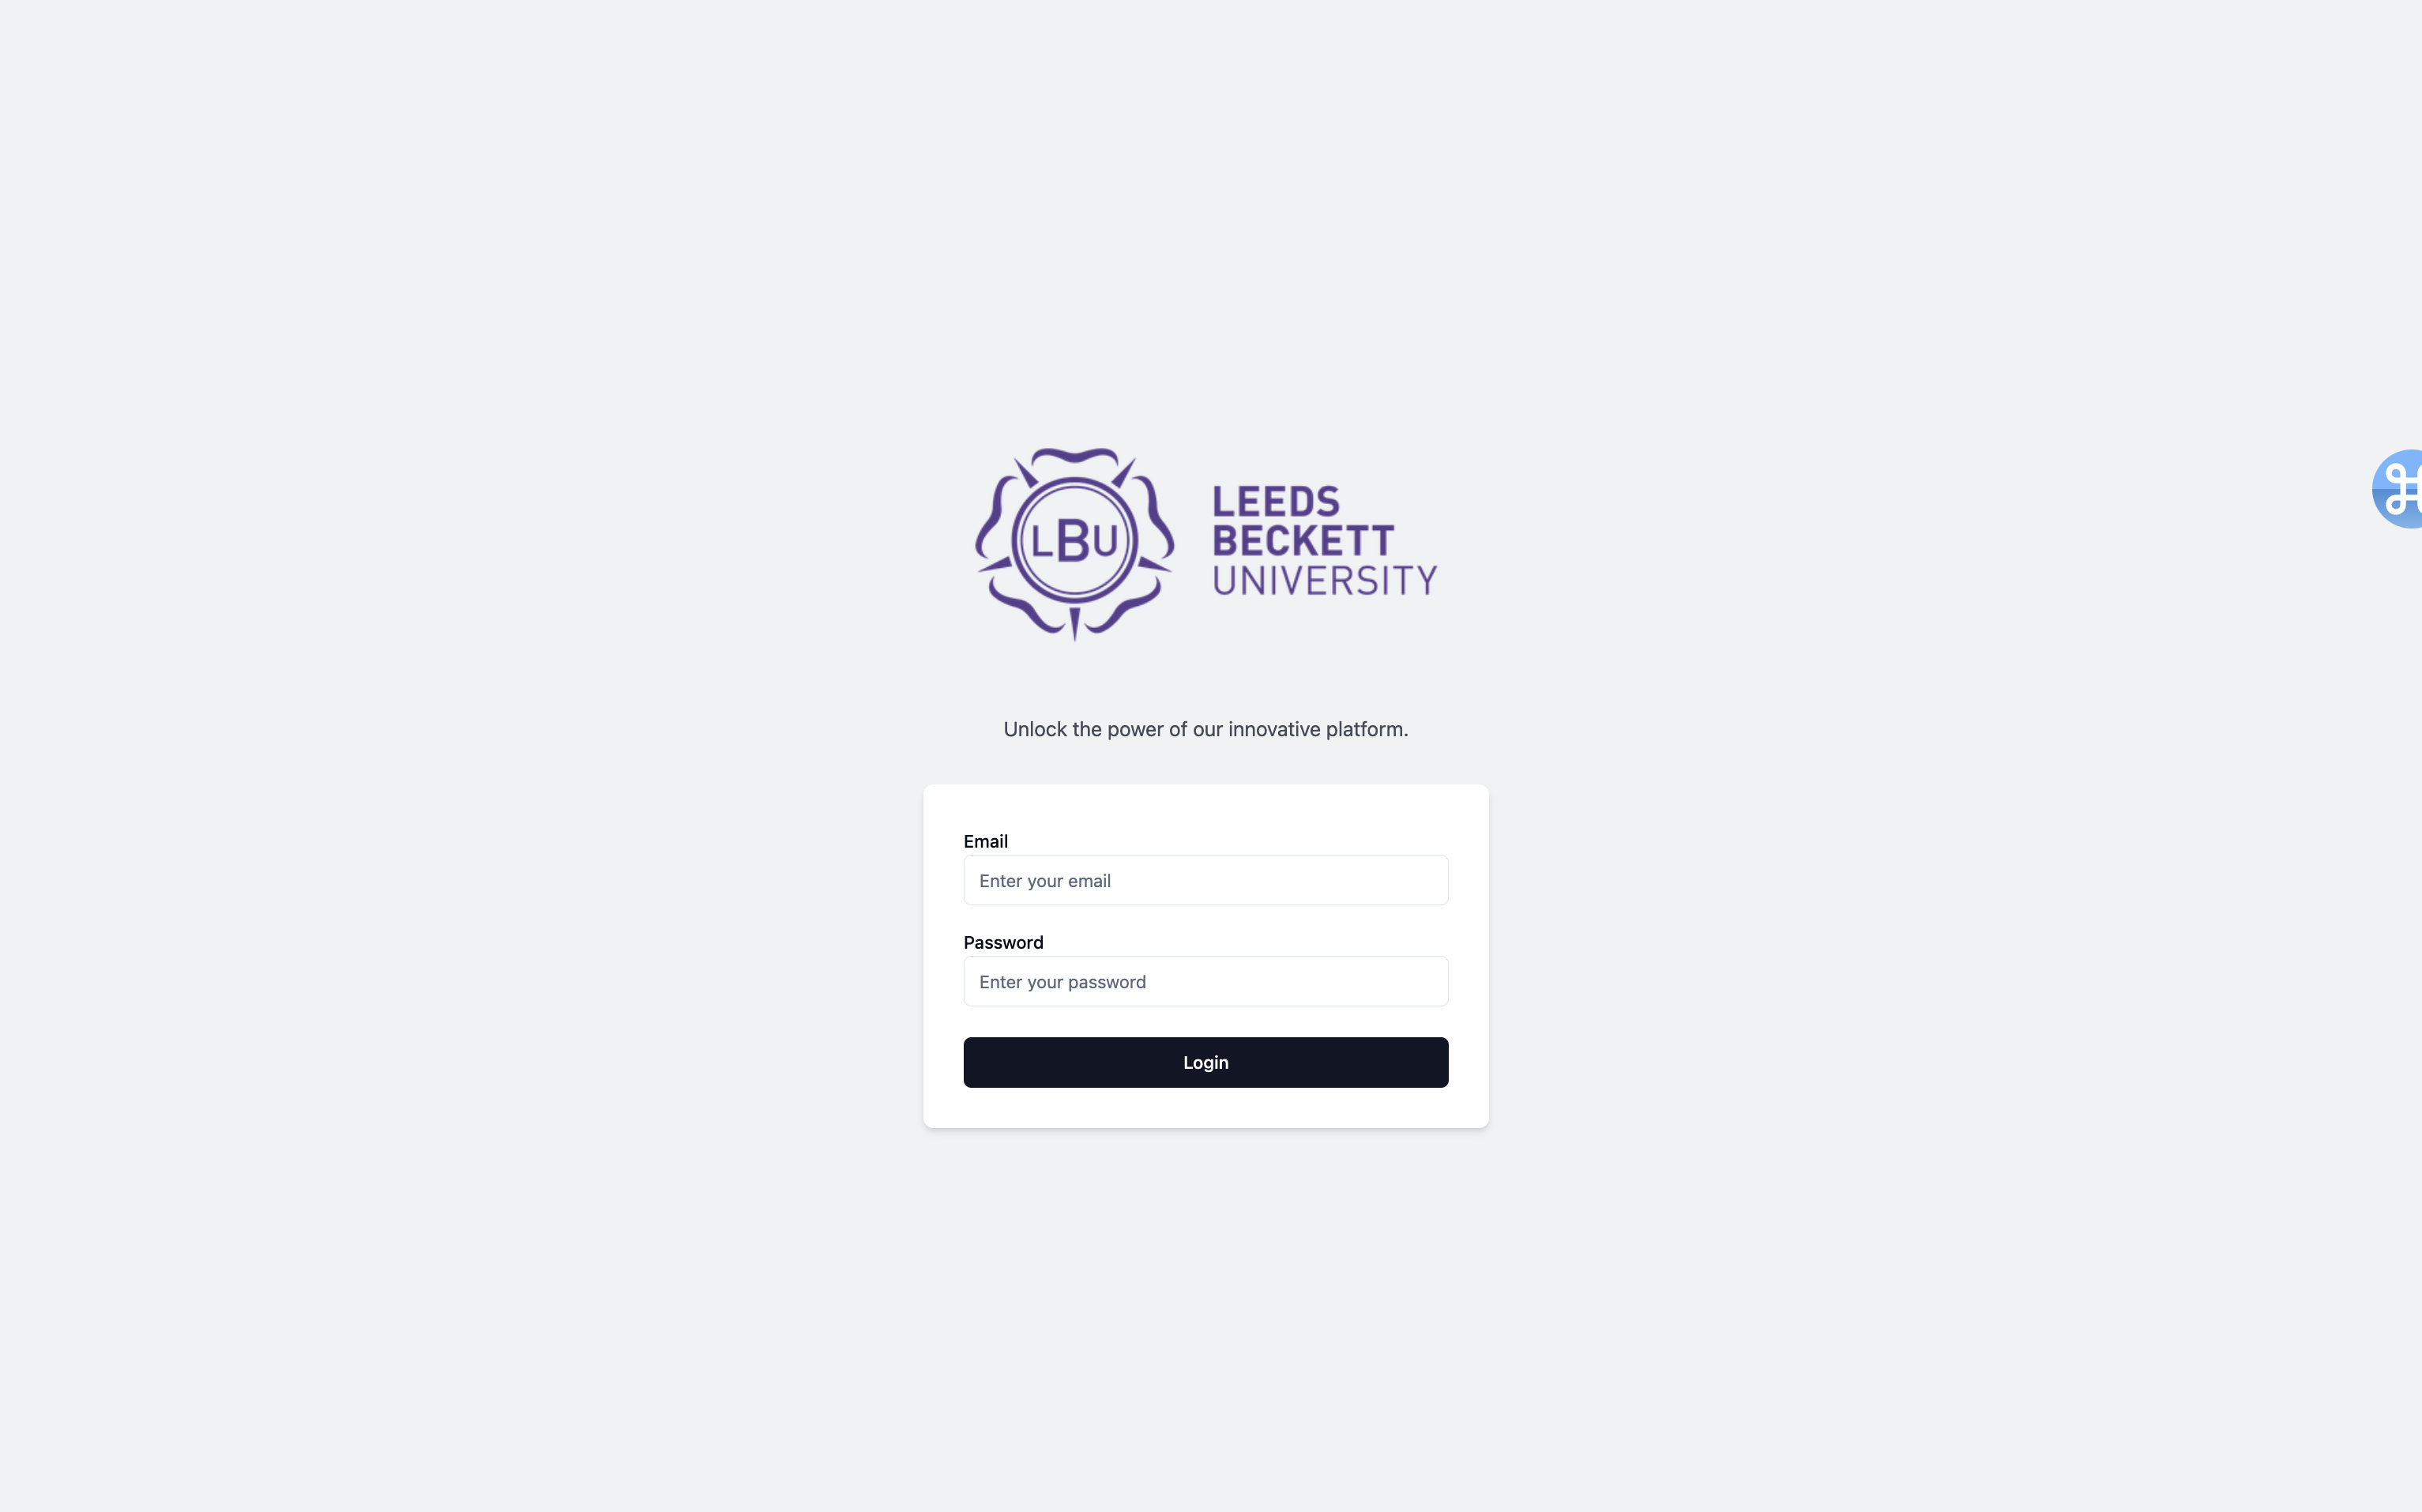 LBU
LEEDS
BECKETT
UNIVERSITY
Unlock the power of our innovative platform.
Email
Enter your email
Password
Enter your password
Login